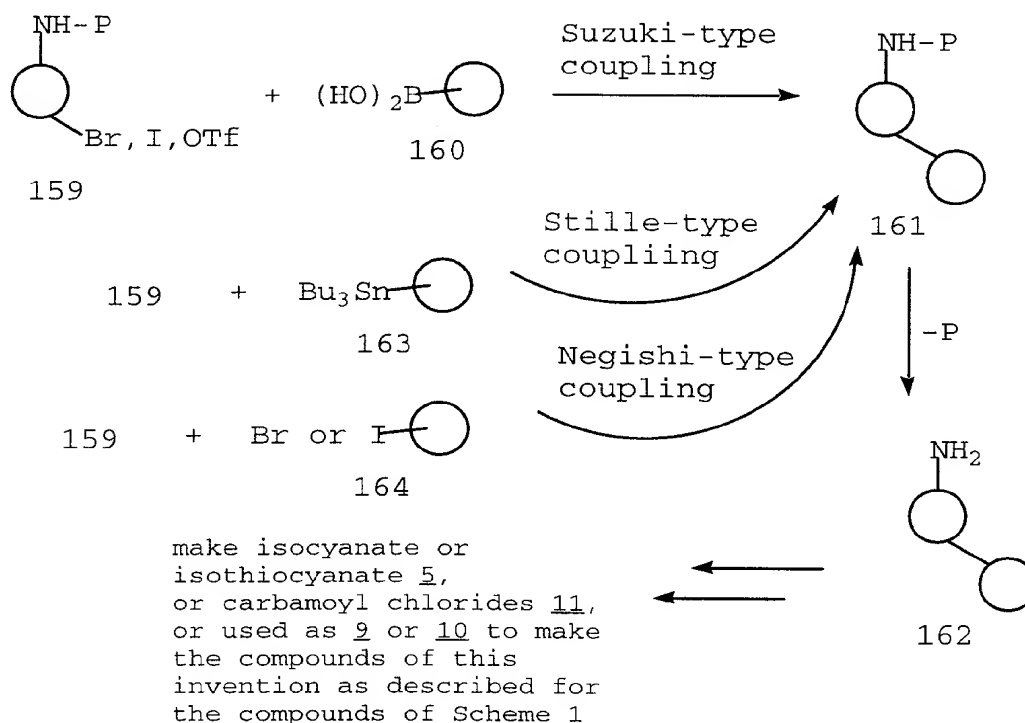 NH-P
Suzuki-type
coupling
NH-P
+ (HO)₂B
Br, I, OTf
160
159
161
Stille-type
coupliing
159 + Bu₃Sn
163
-P
Negishi-type
coupling
159 + Br or I
164
NH₂
make isocyanate or
isothiocyanate 5,
or carbamoyl chlorides 11,
or used as 9 or 10 to make
the compounds of this
invention as described for
the compounds of Scheme 1
162